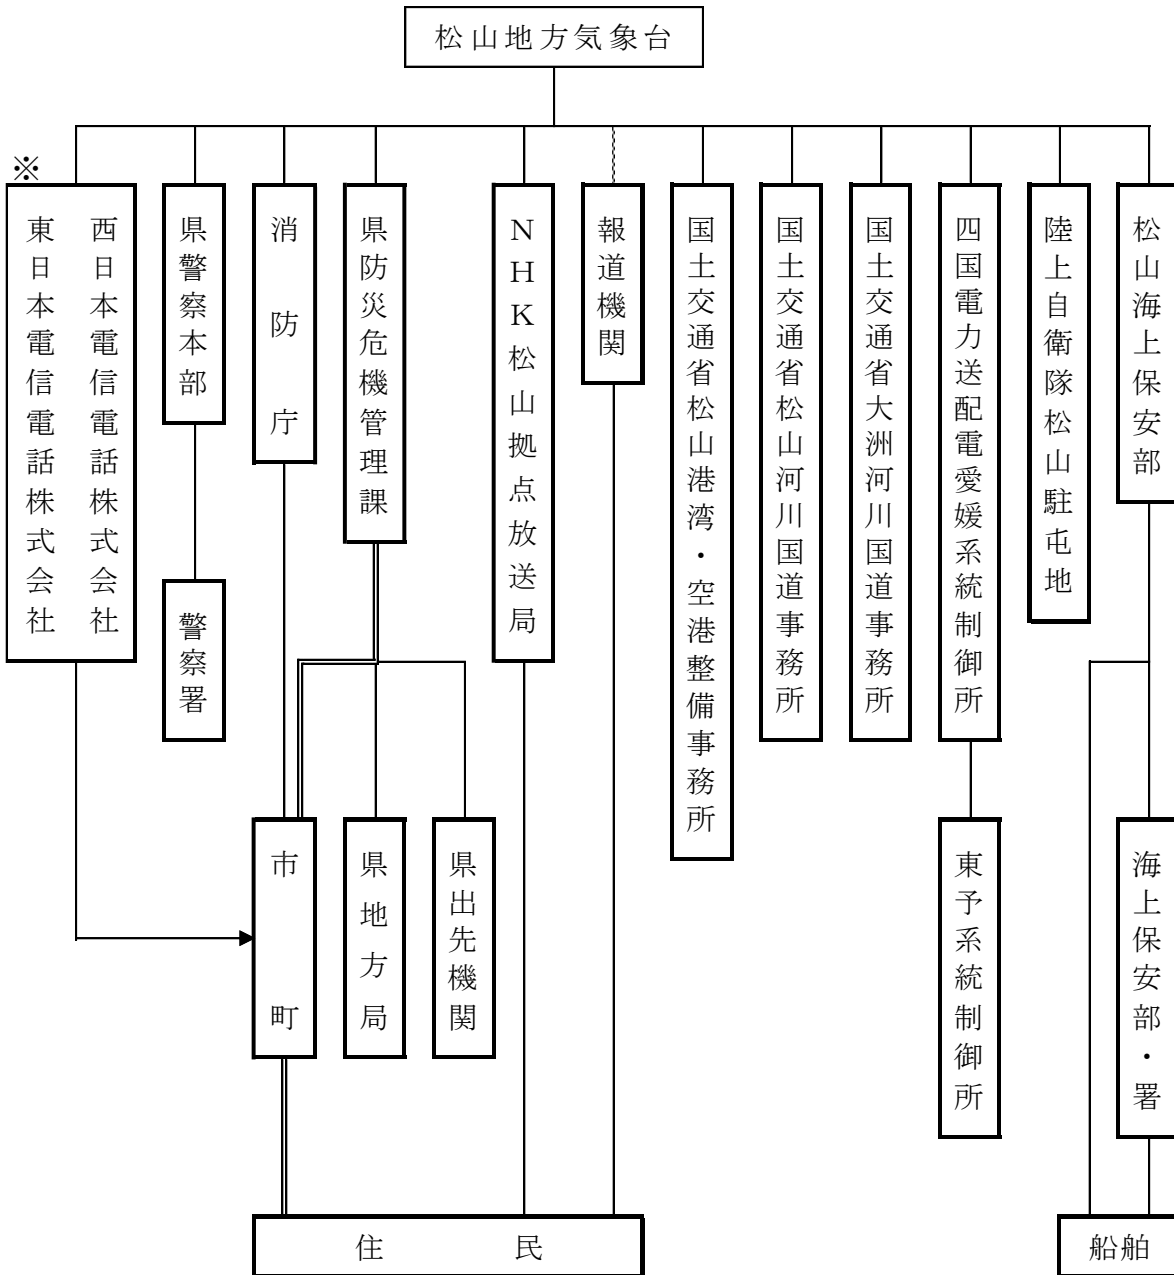 松山地方気象台
※
東日本電信電話株式会社
西日本電信電話株式会社
県警察本部
消防庁
県防災危機管理課
NHK松山拠点放送局
報道機関
国土交通省松山港湾・空港整備事務所
国土交通省松山河川国道事務所
国土交通省大洲河川国道事務所
四国電力送配電愛媛系統制御所
陸上自衛隊松山駐屯地
松山海上保安部
警察署
市町
県地方局
県出先機関
東予系統制御所
海上保安部・署
住民
船舶